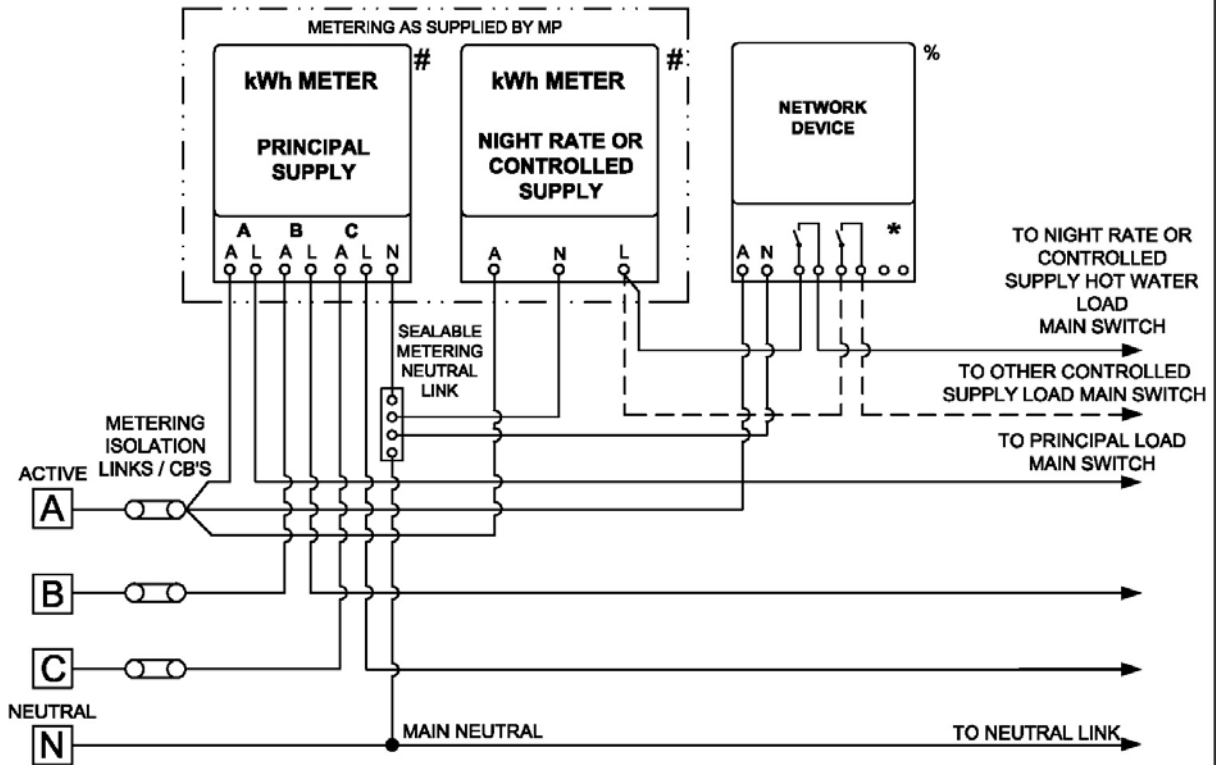 METERING AS SUPPLIED BY MP
kWh METER
PRINCIPAL
SUPPLY
#
kWh METER
NIGHT RATE OR
CONTROLLED
SUPPLY
#
NETWORK
DEVICE
%
A B C
A L A L A L N
A N L
A N
*
TO NIGHT RATE OR
CONTROLLED
SUPPLY HOT WATER
LOAD
MAIN SWITCH
SEALABLE
METERING
NEUTRAL
LINK
TO OTHER CONTROLLED
SUPPLY LOAD MAIN SWITCH
METERING
ISOLATION
LINKS / CB'S
TO PRINCIPAL LOAD
MAIN SWITCH
ACTIVE
A
B
C
NEUTRAL
N
MAIN NEUTRAL
TO NEUTRAL LINK